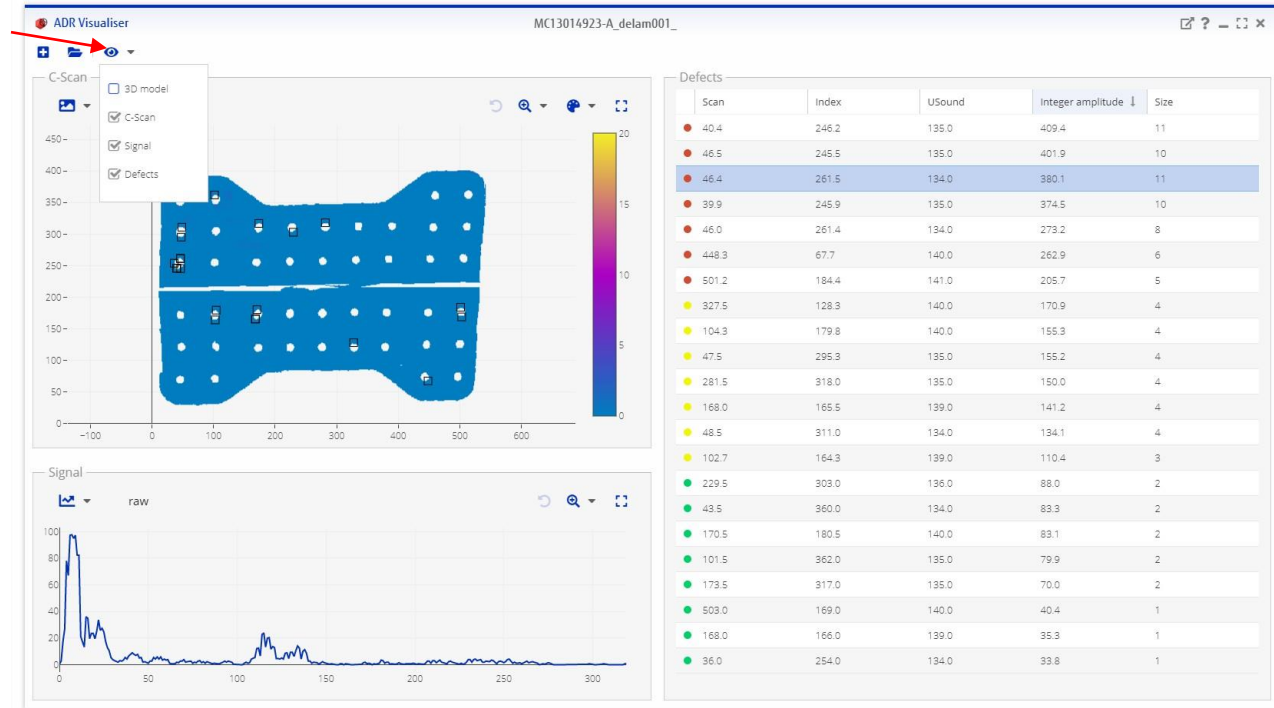 ADR Visualiser
MC13014923-A_delam001_
?
C-Scan
3D model
C-Scan
Signal
Defects
450
400
350
300
250
200
150
100
50
0
-100 0 100 200 300 400 500 600
20
15
10
5
0
Signal
raw
100
80
60
40
20
0
0 50 100 150 200 250 300
Defects
Scan Index USound Integer amplitude ↓ Size
40.4 246.2 135.0 409.4 11
46.5 245.5 135.0 401.9 10
46.4 261.5 134.0 380.1 11
39.9 245.9 135.0 374.5 10
46.0 261.4 134.0 273.2 8
448.3 67.7 140.0 262.9 6
501.2 184.4 141.0 205.7 5
327.5 128.3 140.0 170.9 4
104.3 179.8 140.0 155.3 4
47.5 295.3 135.0 155.2 4
281.5 318.0 135.0 150.0 4
168.0 165.5 139.0 141.2 4
48.5 311.0 134.0 134.1 4
102.7 164.3 139.0 110.4 3
229.5 303.0 136.0 88.0 2
43.5 360.0 134.0 83.3 2
170.5 180.5 140.0 83.1 2
101.5 362.0 135.0 79.9 2
173.5 317.0 135.0 70.0 2
503.0 169.0 140.0 40.4 1
168.0 166.0 139.0 35.3 1
36.0 254.0 134.0 33.8 1